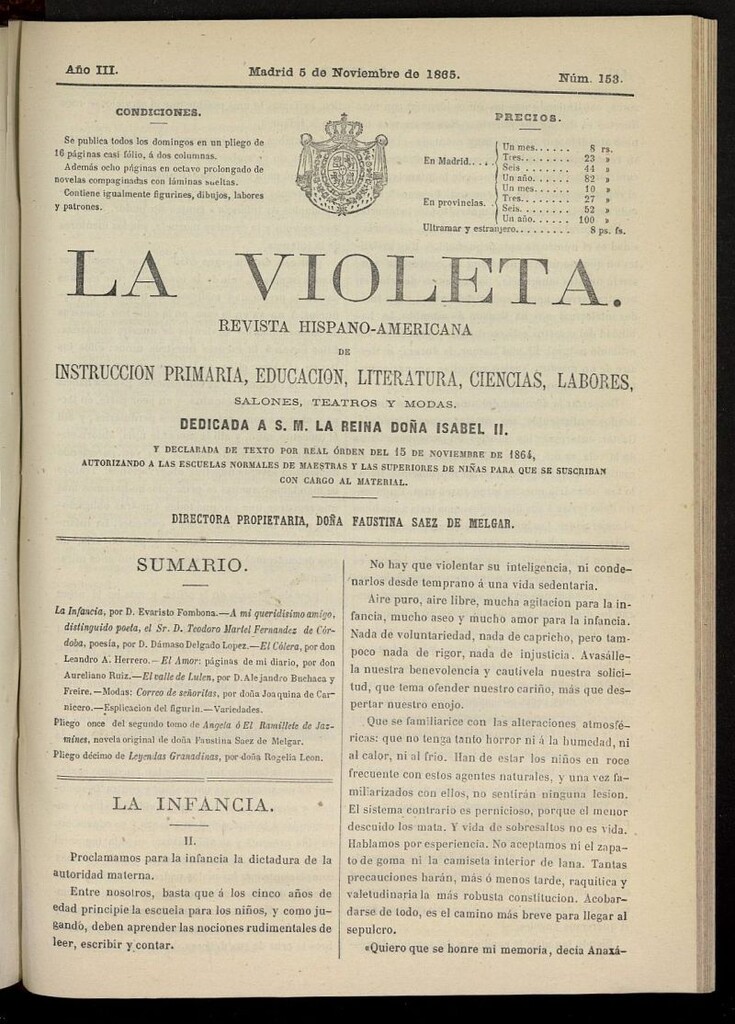 Año III.
Madrid 5 de Noviembre de 1865.
Núm. 153.
CONDICIONES.
Se publica todos los domingos en un pliego de
16 páginas casi fólio, á dos columnas.
Además ocho páginas en octavo prolongado de
novelas compaginadas con láminas sueltas.
Contiene igualmente figurines, dibujos, labores
y patrones.
PRECIOS.
En Madrid....
Un mes...... 8 rs.
Tres........ 23 »
Seis........ 44 »
Un año...... 82 »
En provincias..
Un mes...... 10 »
Tres........ 27 »
Seis........ 52 »
Un año...... 100 »
Ultramar y estranjero......... 8 ps. fs.
LA VIOLETA.
REVISTA HISPANO-AMERICANA
DE
INSTRUCCION PRIMARIA, EDUCACION, LITERATURA, CIENCIAS, LABORES,
SALONES, TEATROS Y MODAS.
DEDICADA A S. M. LA REINA DOÑA ISABEL II.
Y DECLARADA DE TEXTO POR REAL ÓRDEN DEL 15 DE NOVIEMBRE DE 1864,
AUTORIZANDO A LAS ESCUELAS NORMALES DE MAESTRAS Y LAS SUPERIORES DE NIÑAS PARA QUE SE SUSCRIBAN
CON CARGO AL MATERIAL.
DIRECTORA PROPIETARIA, DOÑA FAUSTINA SAEZ DE MELGAR.
SUMARIO.
La Infancia, por D. Evaristo Fombona.—A mi queridísimo amigo,
distinguido poeta, el Sr. D. Teodoro Martel Fernandez de Cór-
doba, poesía, por D. Dámaso Delgado Lopez.—El Cólera, por don
Leandro A. Herrero.—El Amor: páginas de mi diario, por don
Aureliano Ruiz.—El valle de Lulen, por D. Alejandro Buchaca y
Freire.—Modas: Correo de señoritas, por doña Joaquina de Car-
nicero.—Esplicacion del figurin.—Variedades.
Pliego once del segundo tomo de Angela ó El Ramillete de Jaz-
mines, novela original de doña Faustina Saez de Melgar.
Pliego décimo de Leyendas Granadinas, por doña Rogelia Leon.
LA INFANCIA.
II.
Proclamamos para la infancia la dictadura de la
autoridad materna.
Entre nosotros, basta que á los cinco años de
edad principie la escuela para los niños, y como ju-
gando, deben aprender las nociones rudimentales de
leer, escribir y contar.
No hay que violentar su inteligencia, ni conde-
narlos desde temprano á una vida sedentaria.
Aire puro, aire libre, mucha agitacion para la in-
fancia, mucho aseo y mucho amor para la infancia.
Nada de voluntariedad, nada de capricho, pero tam-
poco nada de rigor, nada de injusticia. Avasálle-
la nuestra benevolencia y cautívela nuestra solici-
tud, que tema ofender nuestro cariño, más que des-
pertar nuestro enojo.
Que se familiarice con las alteraciones atmosfé-
ricas: que no tenga tanto horror ni á la humedad, ni
al calor, ni al frio. Han de estar los niños en roce
frecuente con estos agentes naturales, y una vez fa-
miliarizados con ellos, no sentirán ninguna lesion.
El sistema contrario es pernicioso, porque el menor
descuido los mata. Y vida de sobresaltos no es vida.
Hablamos por esperiencia. No aceptamos ni el zapa-
to de goma ni la camiseta interior de lana. Tantas
precauciones harán, más ó menos tarde, raquítica y
valetudinaria la más robusta constitucion. Acobar-
darse de todo, es el camino más breve para llegar al
sepulcro.
«Quiero que se honre mi memoria, decia Anaxá-